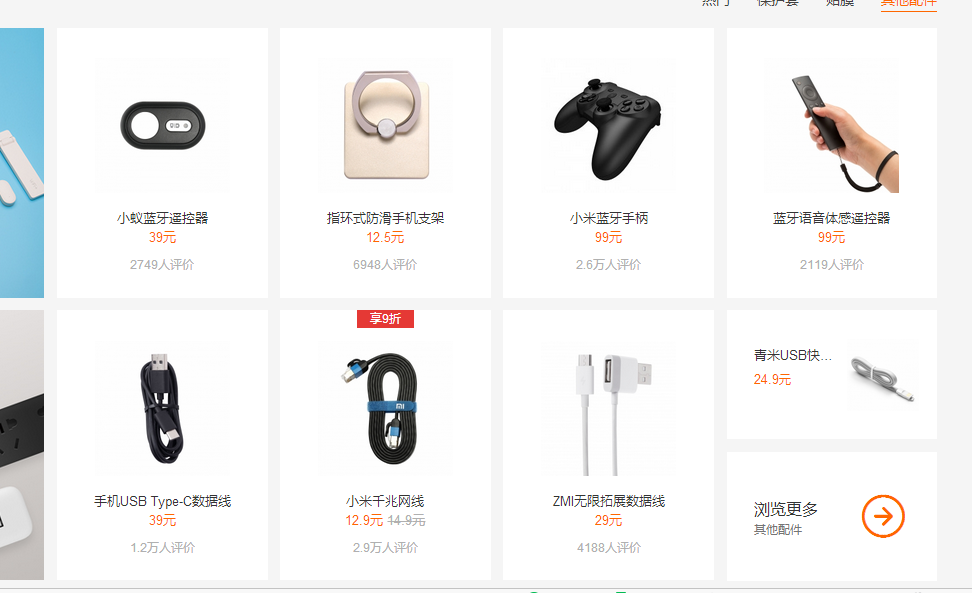 热门 保护套 贴膜 其他配件
小蚁蓝牙遥控器
39元
2749人评价
指环式防滑手机支架
12.5元
6948人评价
小米蓝牙手柄
99元
2.6万人评价
蓝牙语音体感遥控器
99元
2119人评价
手机USB Type-C数据线
39元
1.2万人评价
享9折
小米千兆网线
12.9元 14.9元
2.9万人评价
ZMI无限拓展数据线
29元
4188人评价
青米USB快...
24.9元
浏览更多
其他配件